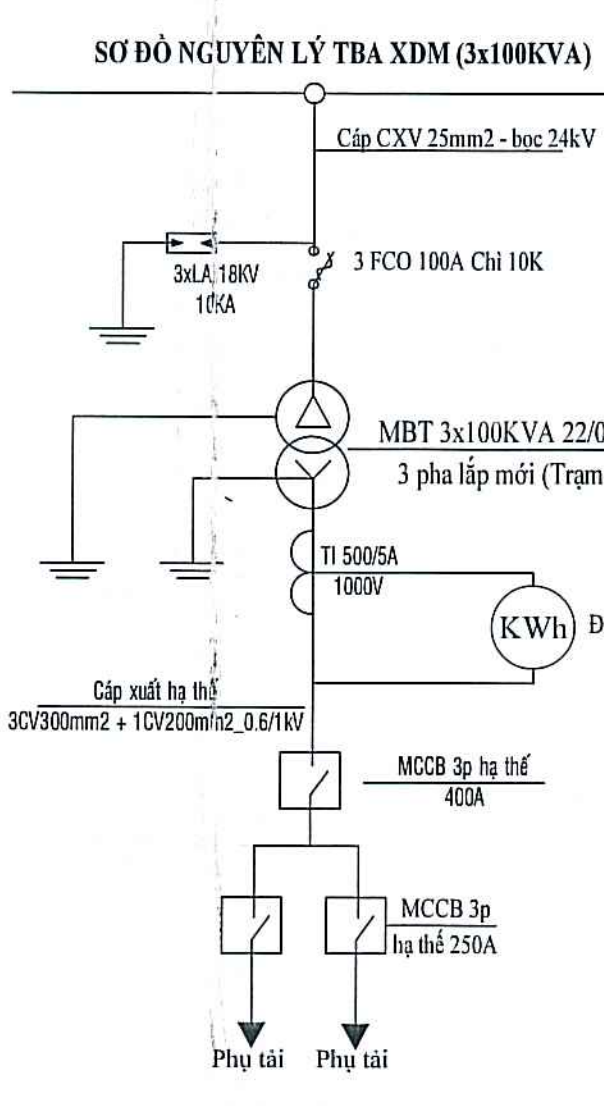 SƠ ĐỒ NGUYÊN LÝ TBA XDM (3x100KVA)
Cáp CXV 25mm2 - bọc 24kV
3xLA 18KV
10KA
3 FCO 100A Chì 10K
MBT 3x100KVA 22/0
3 pha lắp mới (Trạm
TI 500/5A
1000V
KWh
Đ
Cáp xuất hạ thế
3CV300mm2 + 1CV200mm2_0.6/1kV
MCCB 3p hạ thế
400A
MCCB 3p
hạ thế 250A
Phụ tải
Phụ tải